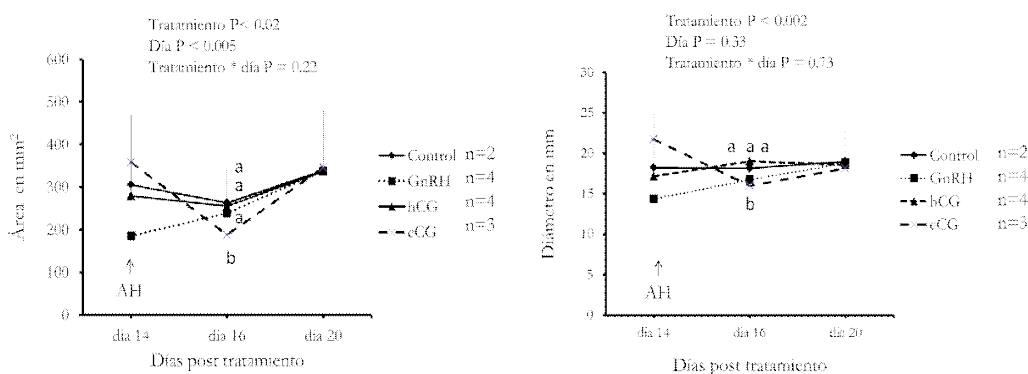 Tratamiento P< 0.02
Día P < 0.005
Tratamiento * día P = 0.22
600
500
400
300
200
100
0
Área en mm²
a
a
a
b
↑
AH
día 14
día 16
día 20
Días post tratamiento
Control n=2
GnRH n=4
hCG n=4
eCG n=3
Tratamiento P < 0.002
Día P = 0.33
Tratamiento * día P = 0.73
30
25
20
15
10
5
0
Diámetro en mm
a a a
b
↑
AH
día 14
día 16
día 20
Días post tratamiento
Control n=2
GnRH n=4
hCG n=4
eCG n=3